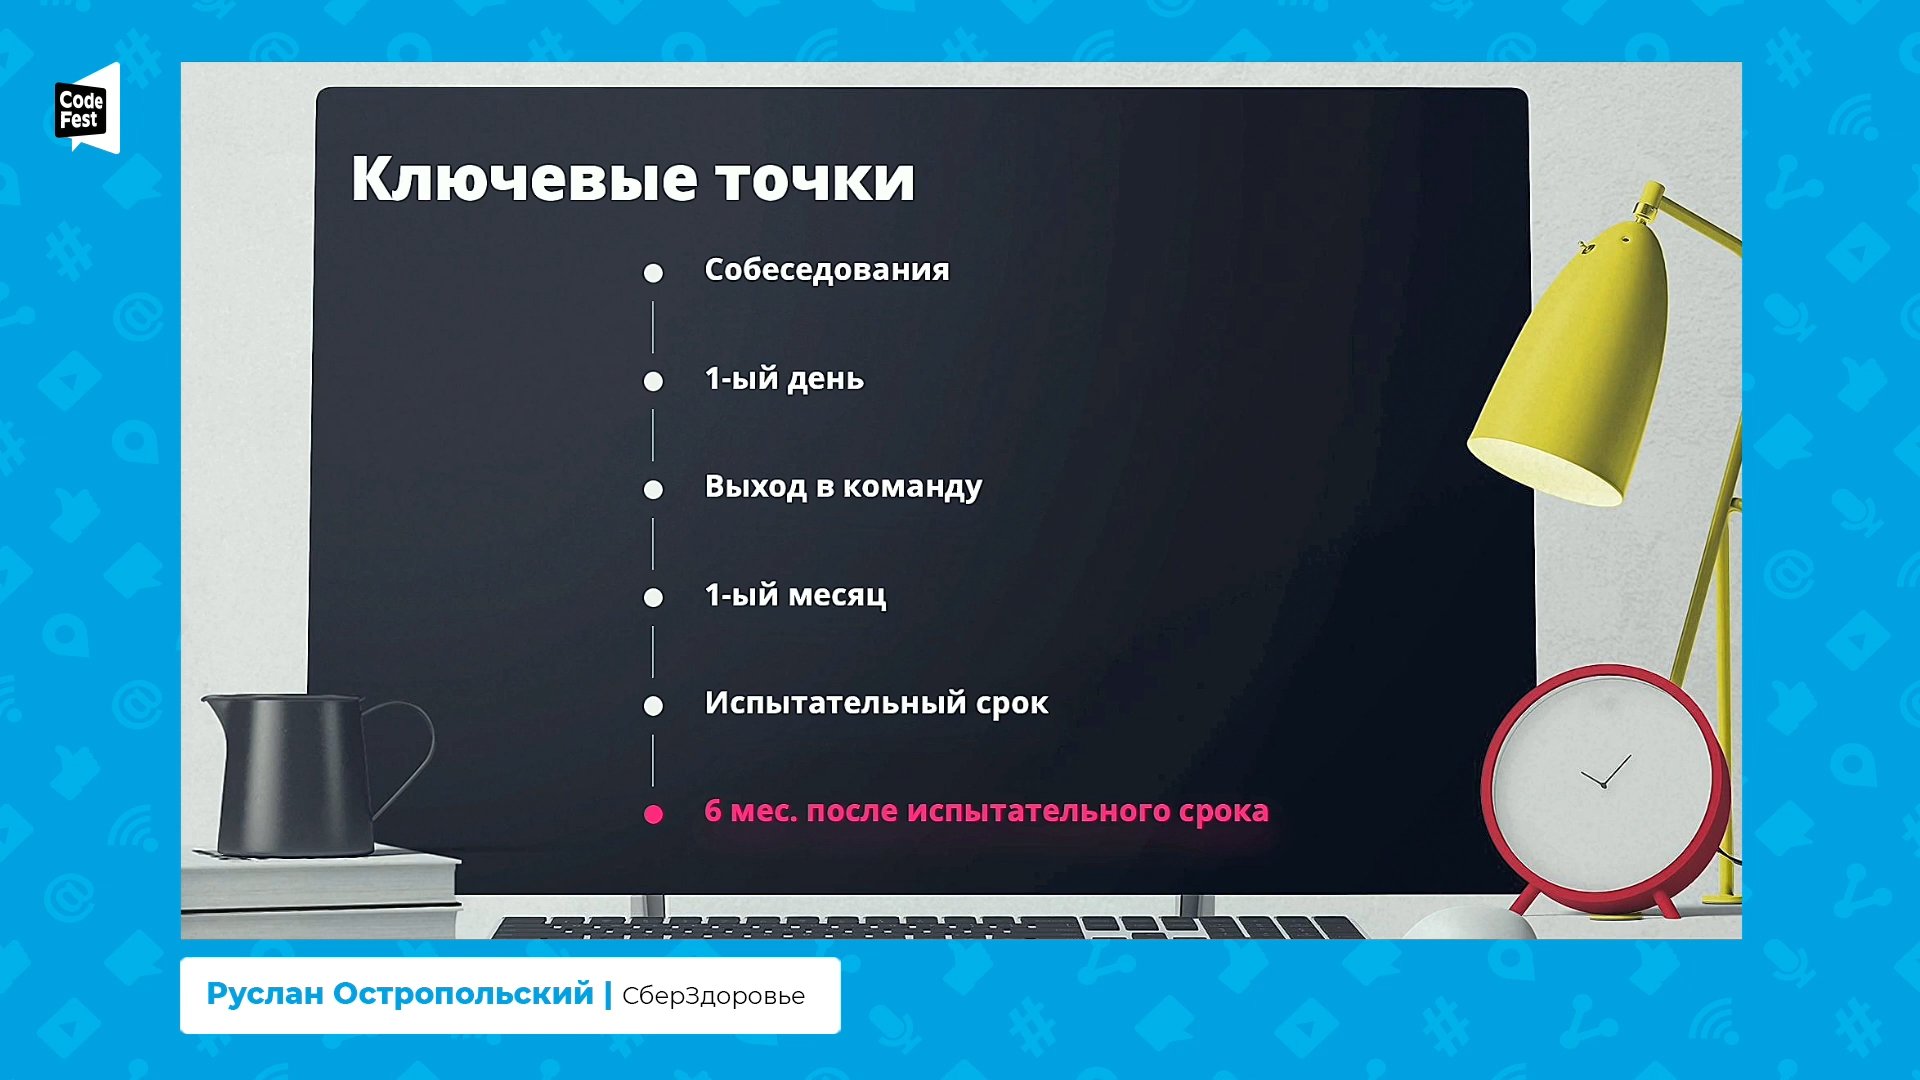 Code
Fest
Ключевые точки
Собеседования
1-ый день
Выход в команду
1-ый месяц
Испытательный срок
6 мес. после испытательного срока
Руслан Остропольский | СберЗдоровье